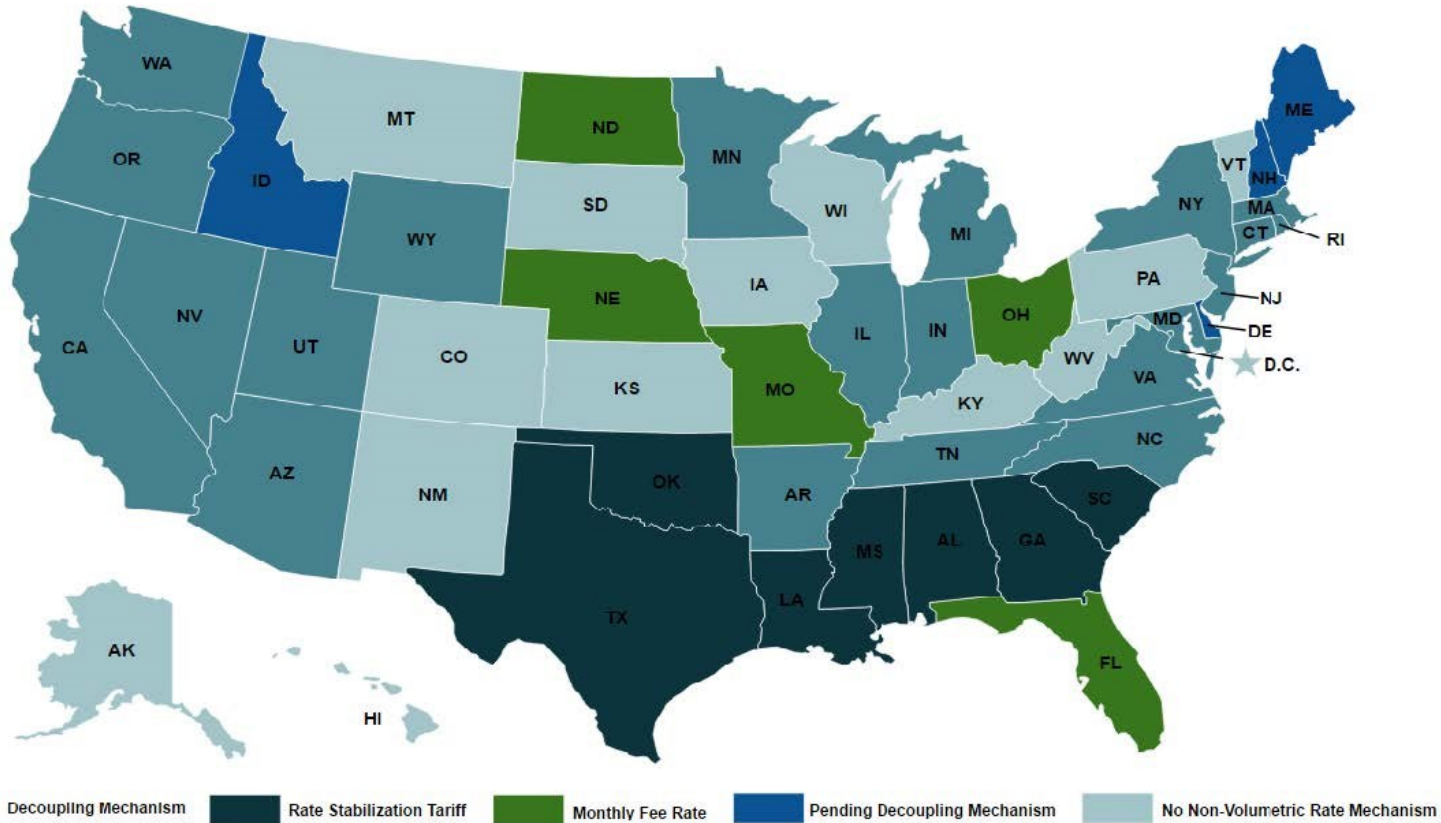 WA
MT
ND
MN
ME
OR
ID
SD
WI
VT
NH
NY
MA
WY
MI
CT
RI
IA
PA
NE
NJ
NV
OH
IL
IN
MD
DE
UT
CA
CO
WV
D.C.
KS
MO
VA
KY
NC
TN
AZ
OK
NM
AR
SC
MS
AL
GA
LA
TX
AK
FL
HI
Decoupling Mechanism
Rate Stabilization Tariff
Monthly Fee Rate
Pending Decoupling Mechanism
No Non-Volumetric Rate Mechanism